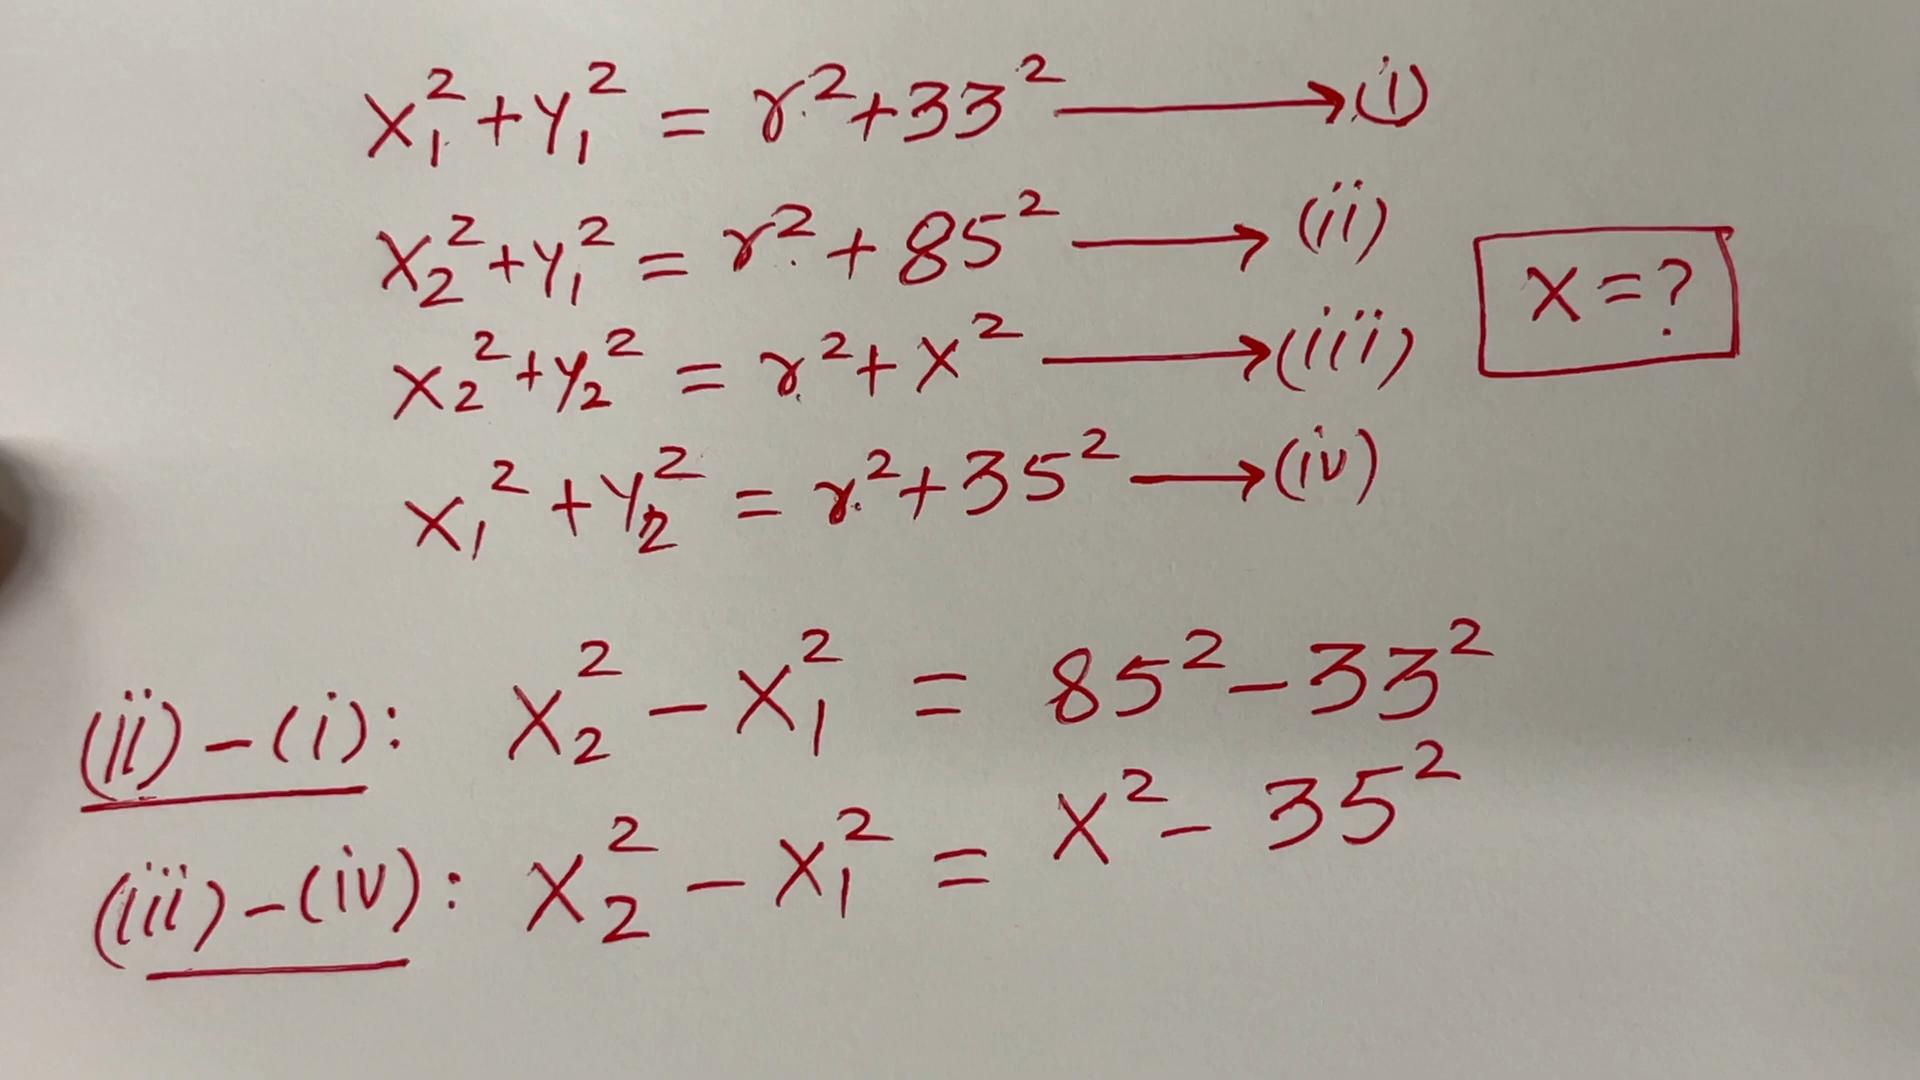 x₁² + y₁² = r² + 33² ⟶ (i)
x₂² + y₁² = r² + 85² ⟶ (ii)
x = ?
x₂² + y₂² = r² + x² ⟶ (iii)
x₁² + y₂² = r² + 35² ⟶ (iv)
(ii) − (i) : x₂² − x₁² = 85² − 33²
(iii) − (iv) : x₂² − x₁² = x² − 35²